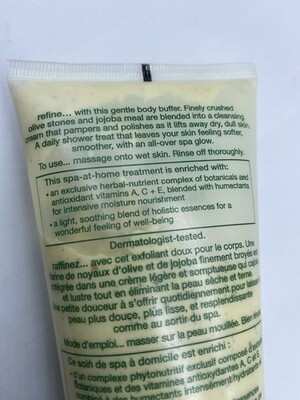 refine... with this gentle body buffer. Finely crushed
olive stones and jojoba meal are blended into a cleansing
cream that pampers and polishes as it lifts away dry, dull skin.
A daily shower treat that leaves your skin feeling softer,
smoother, with an all-over spa glow.
To use... massage onto wet skin. Rinse off thoroughly.
This spa-at-home treatment is enriched with:
• an exclusive herbal-nutrient complex of botanicals and
antioxidant vitamins A, C + E, blended with humectants
for intensive moisture nourishment
• a light, soothing blend of holistic essences for a
wonderful feeling of well-being
Dermatologist-tested.
raffinez... avec cet exfoliant doux pour le corps. Une
farine de noyaux d'olive et de jojoba finement broyés est
intégrée dans une crème légère et somptueuse qui
et lustre tout en éliminant la peau sèche et terne.
une petite douceur à s'offrir quotidiennement pour
peau plus douce, plus lisse, et resplendissante
comme au sortir du spa.
Mode d'emploi... masser sur la peau mouillée. Bien
Ce soin de spa à domicile est enrichi :
• d'un complexe phytonutritif exclusif composé
botaniques et des vitamines antioxydantes A, C et E,
à des humectants